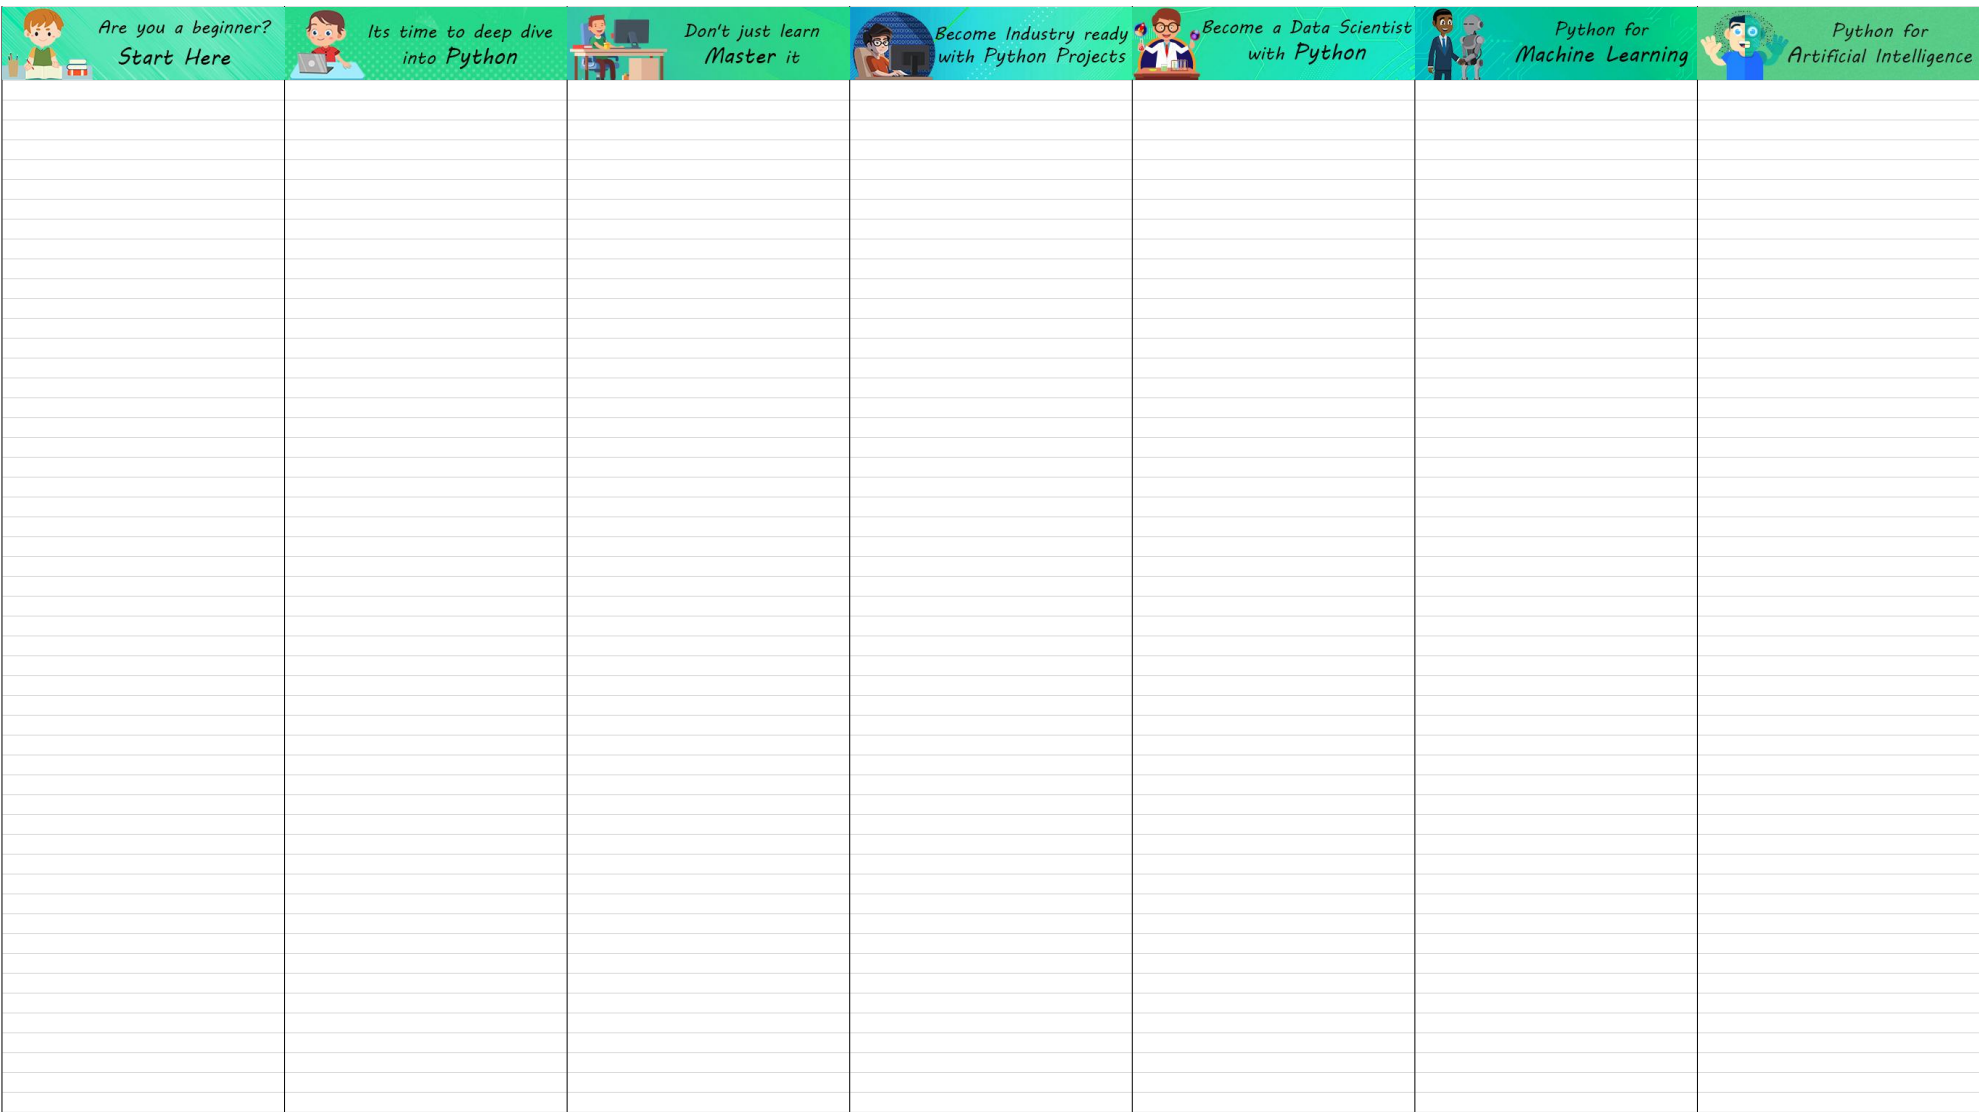 Are you a beginner?
Start Here
Its time to deep dive
into Python
Don't just learn
Master it
Become Industry ready
with Python Projects
Become a Data Scientist
with Python
Python for
Machine Learning
Python for
Artificial Intelligence